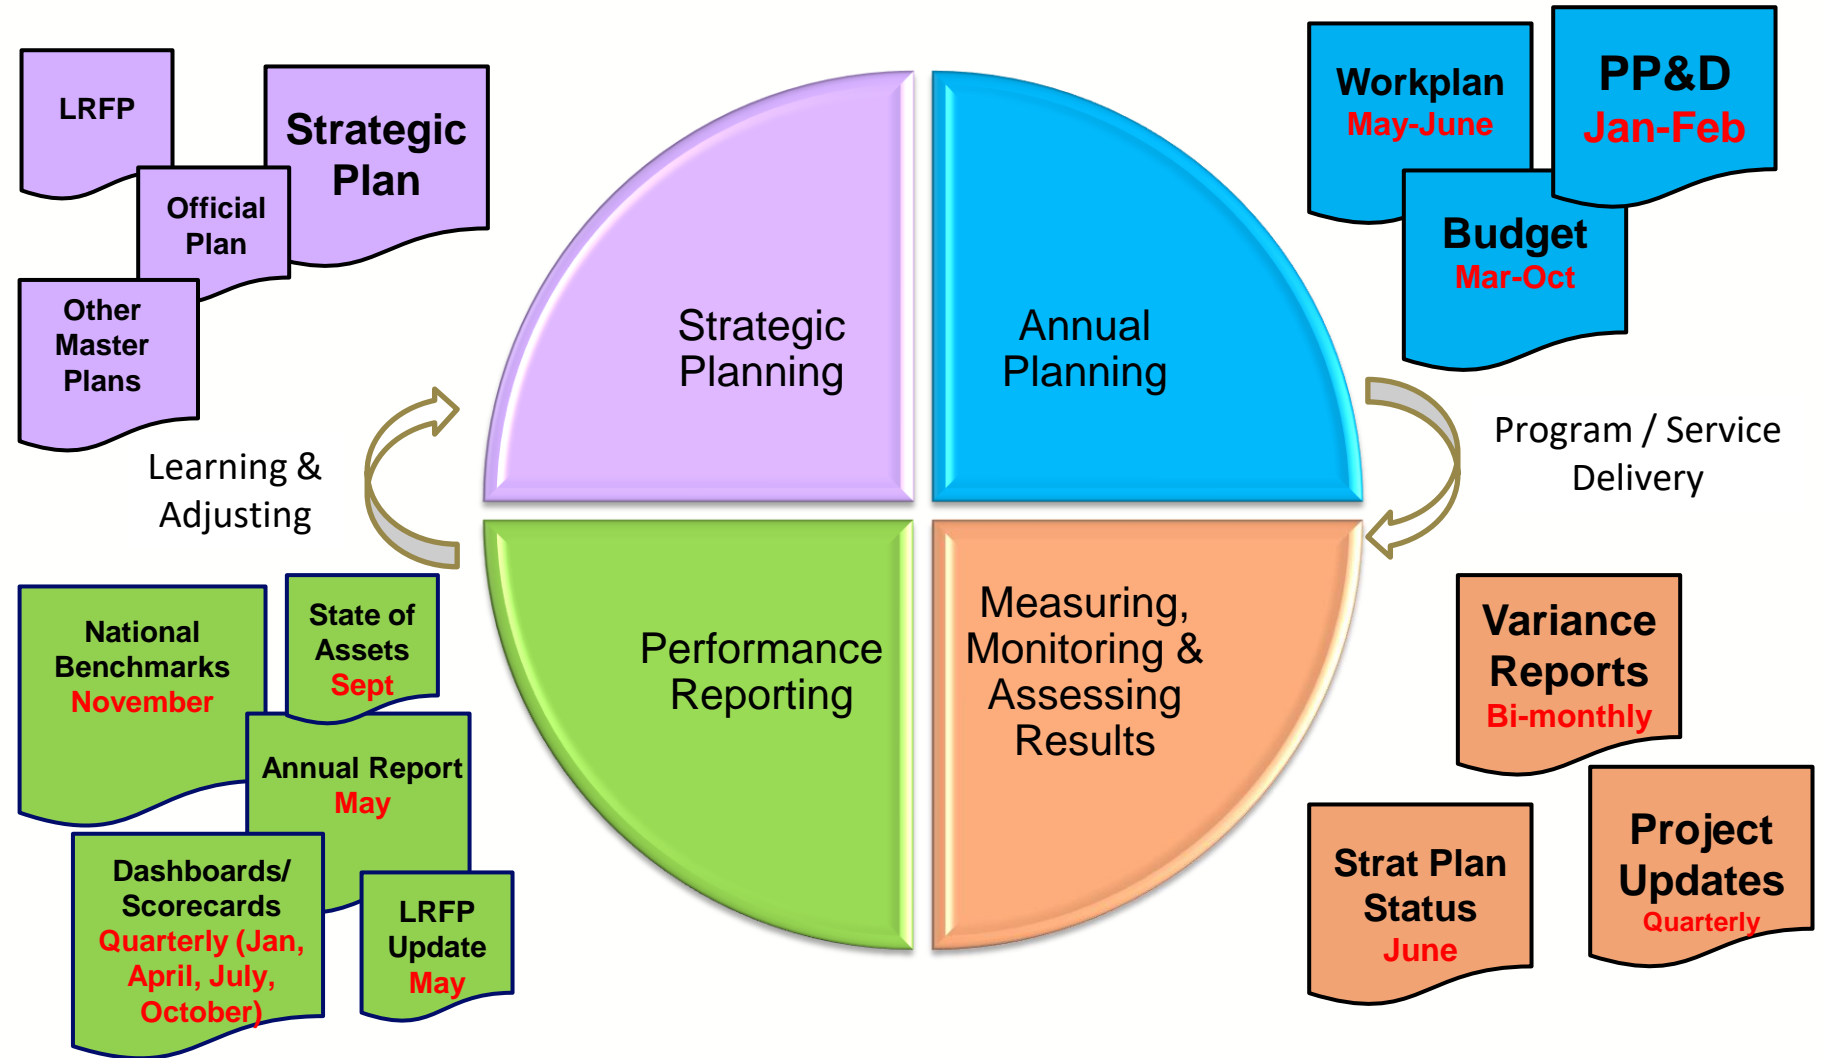 LRFP
Strategic
Plan
Official
Plan
Other
Master
Plans
Learning &
Adjusting
Strategic
Planning
Annual
Planning
Workplan
May-June
PP&D
Jan-Feb
Budget
Mar-Oct
Program / Service
Delivery
National
Benchmarks
November
State of
Assets
Sept
Annual Report
May
Dashboards/
Scorecards
Quarterly (Jan,
April, July,
October)
LRFP
Update
May
Performance
Reporting
Measuring,
Monitoring &
Assessing
Results
Variance
Reports
Bi-monthly
Strat Plan
Status
June
Project
Updates
Quarterly